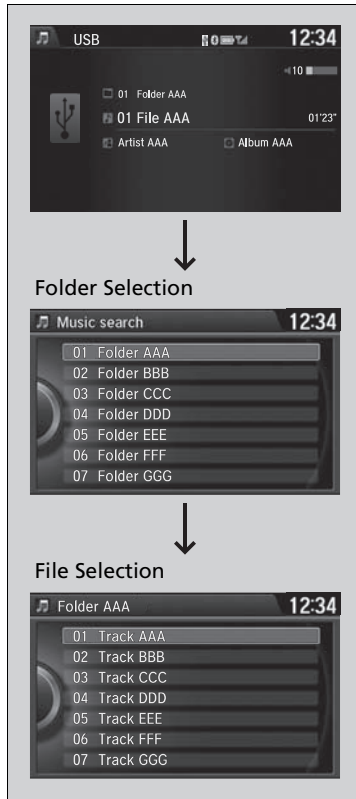 USB 12:34
10
01 Folder AAA
01 File AAA 01'23"
Artist AAA Album AAA
Folder Selection
Music search 12:34
01 Folder AAA
02 Folder BBB
03 Folder CCC
04 Folder DDD
05 Folder EEE
06 Folder FFF
07 Folder GGG
File Selection
Folder AAA 12:34
01 Track AAA
02 Track BBB
03 Track CCC
04 Track DDD
05 Track EEE
06 Track FFF
07 Track GGG